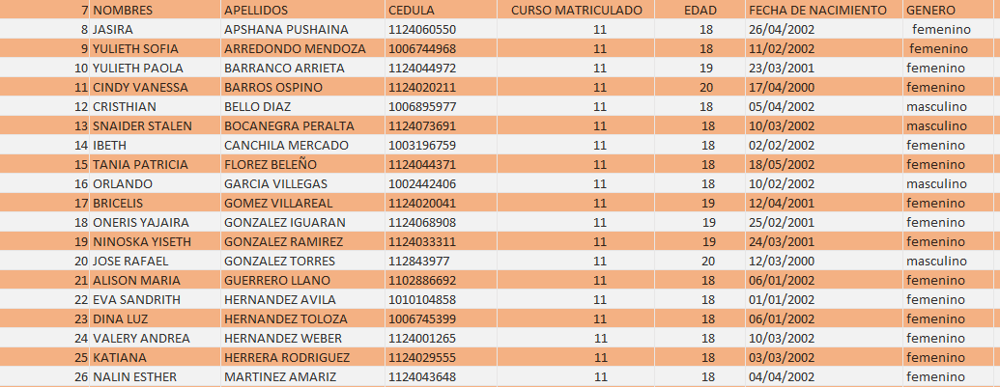 7 NOMBRES APELLIDOS CEDULA CURSO MATRICULADO EDAD FECHA DE NACIMIENTO GENERO
8 JASIRA APSHANA PUSHAINA 1124060550 11 18 26/04/2002 femenino
9 YULIETH SOFIA ARREDONDO MENDOZA 1006744968 11 18 11/02/2002 femenino
10 YULIETH PAOLA BARRANCO ARRIETA 1124044972 11 19 23/03/2001 femenino
11 CINDY VANESSA BARROS OSPINO 1124020211 11 20 17/04/2000 femenino
12 CRISTHIAN BELLO DIAZ 1006895977 11 18 05/04/2002 masculino
13 SNAIDER STALEN BOCANEGRA PERALTA 1124073691 11 18 10/03/2002 masculino
14 IBETH CANCHILA MERCADO 1003196759 11 18 02/02/2002 femenino
15 TANIA PATRICIA FLOREZ BELEÑO 1124044371 11 18 18/05/2002 femenino
16 ORLANDO GARCIA VILLEGAS 1002442406 11 18 10/02/2002 masculino
17 BRICELIS GOMEZ VILLAREAL 1124020041 11 19 12/04/2001 femenino
18 ONERIS YAJAIRA GONZALEZ IGUARAN 1124068908 11 19 25/02/2001 femenino
19 NINOSKA YISETH GONZALEZ RAMIREZ 1124033311 11 19 24/03/2001 femenino
20 JOSE RAFAEL GONZALEZ TORRES 112843977 11 20 12/03/2000 masculino
21 ALISON MARIA GUERRERO LLANO 1102886692 11 18 06/01/2002 femenino
22 EVA SANDRITH HERNANDEZ AVILA 1010104858 11 18 01/01/2002 femenino
23 DINA LUZ HERNANDEZ TOLOZA 1006745399 11 18 06/01/2002 femenino
24 VALERY ANDREA HERNANDEZ WEBER 1124001265 11 18 10/03/2002 femenino
25 KATIANA HERRERA RODRIGUEZ 1124029555 11 18 03/03/2002 femenino
26 NALIN ESTHER MARTINEZ AMARIZ 1124043648 11 18 04/04/2002 femenino